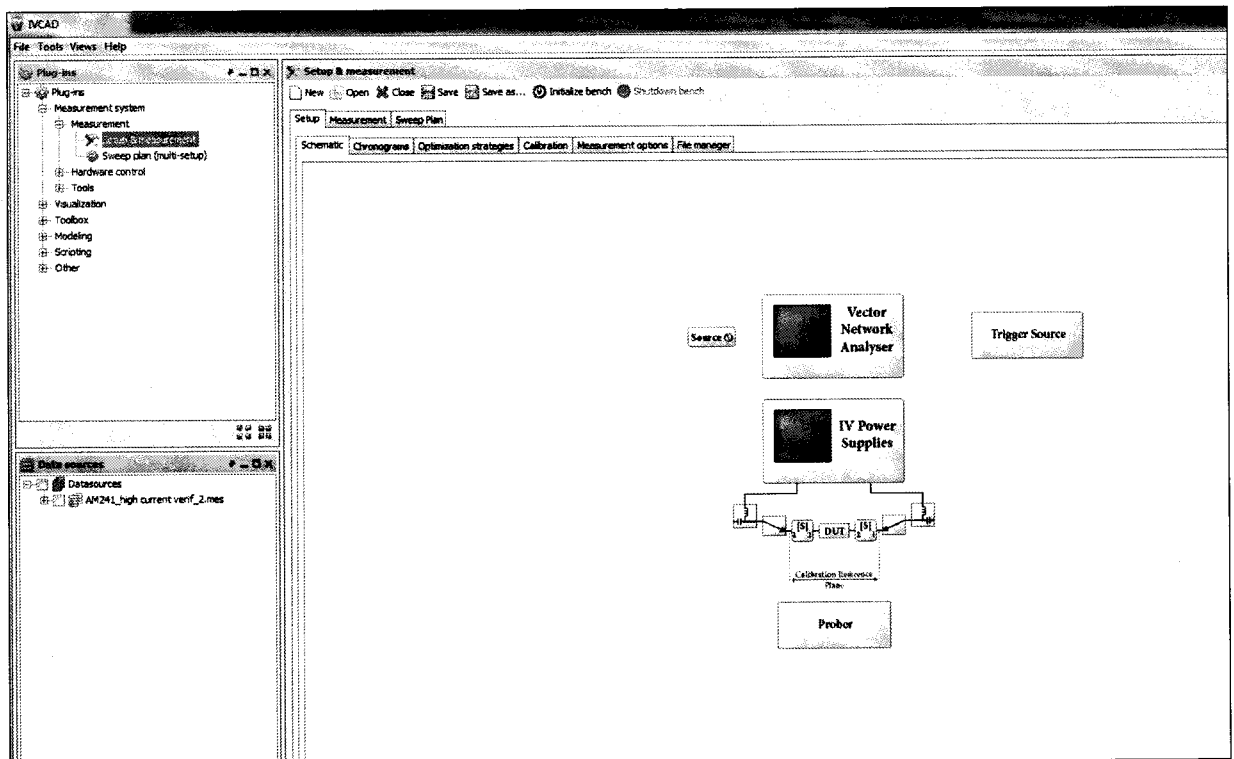 IVCAD
File Tools Views Help
Plug-ins
Plug-ins
Measurement system
Measurement
Sweep plan (multi-setup)
Hardware control
Tools
Visualization
Toolbox
Modeling
Scripting
Other
Data sources
Datasources
AM241_high current verif_2.mes
Setup & measurement
New Open Close Save Save as... Initialize bench Shutdown bench
Setup Measurement Sweep Plan
Schematic Chronograms Optimization strategies Calibration Measurement options File manager
Source
Vector
Network
Analyser
Trigger Source
IV Power
Supplies
[S] DUT [S]
Calibration Reference
Plane
Prober